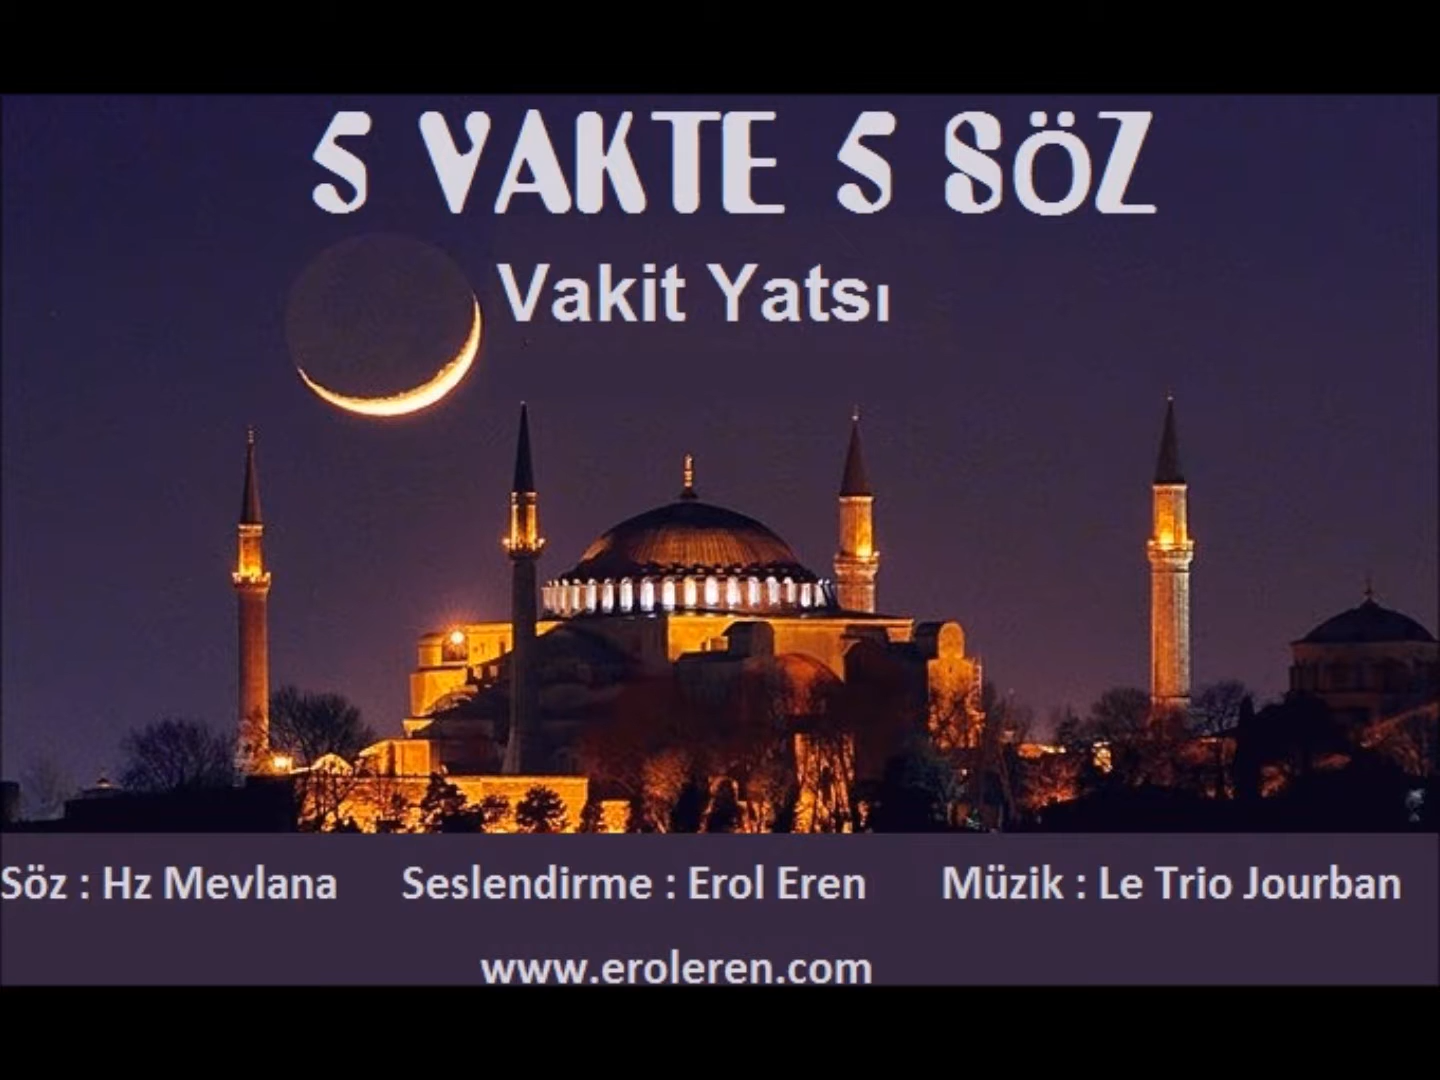 5 VAKTE 5 SÖZ
Vakit Yatsı
Söz : Hz Mevlana Seslendirme : Erol Eren Müzik : Le Trio Jourban
www.eroleren.com